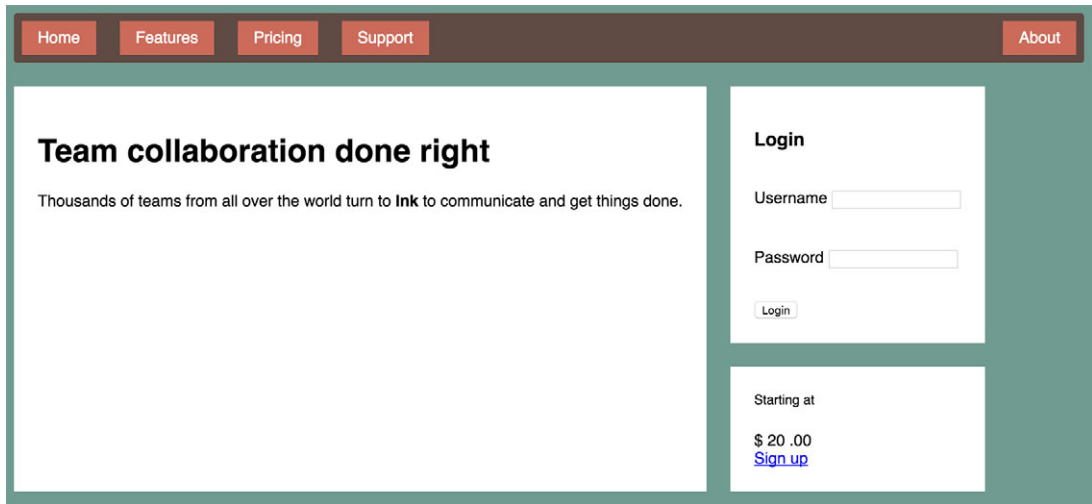 Home Features Pricing Support About
Team collaboration done right
Thousands of teams from all over the world turn to Ink to communicate and get things done.
Login
Username
Password
Login
Starting at
$ 20 .00
Sign up